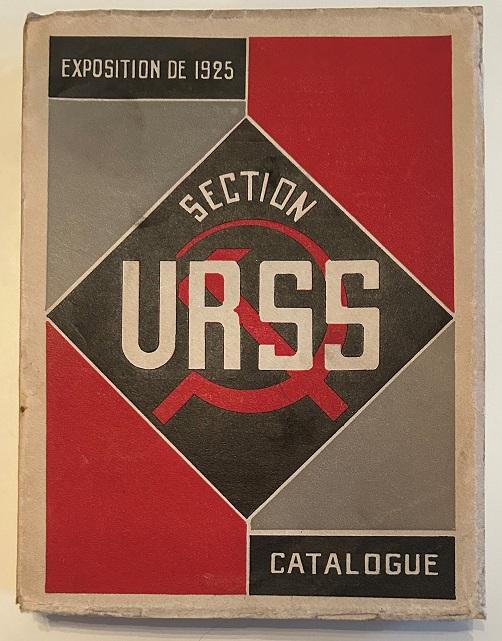 EXPOSITION DE 1925
SECTION
URSS
CATALOGUE